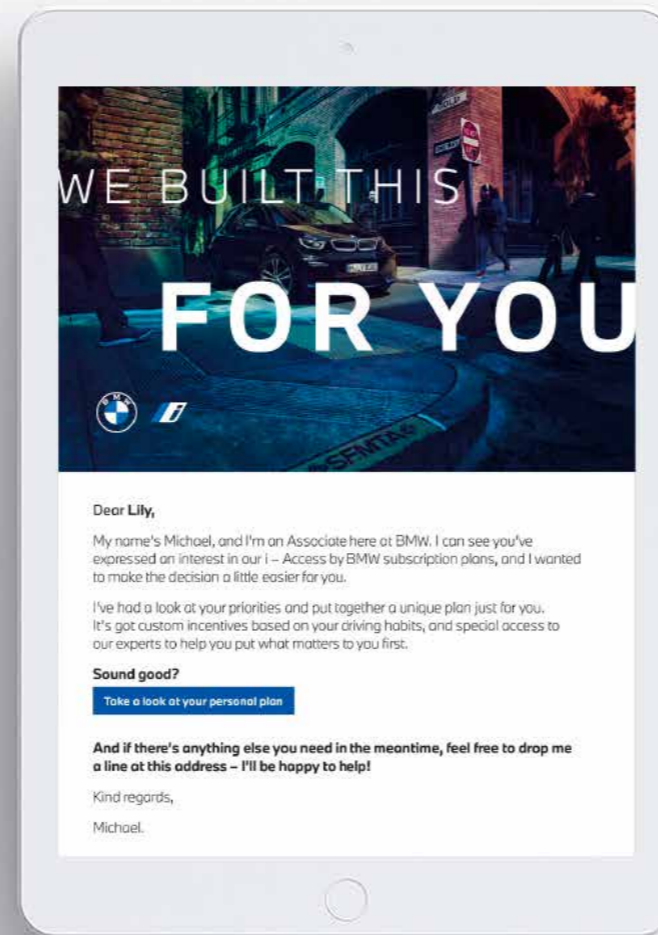 WE BUILT THIS
FOR YOU
BMW
i
SFMTA
Dear Lily,
My name's Michael, and I'm an Associate here at BMW. I can see you've
expressed an interest in our i – Access by BMW subscription plans, and I wanted
to make the decision a little easier for you.
I've had a look at your priorities and put together a unique plan just for you.
It's got custom incentives based on your driving habits, and special access to
our experts to help you put what matters to you first.
Sound good?
Take a look at your personal plan
And if there's anything else you need in the meantime, feel free to drop me
a line at this address – I'll be happy to help!
Kind regards,
Michael.